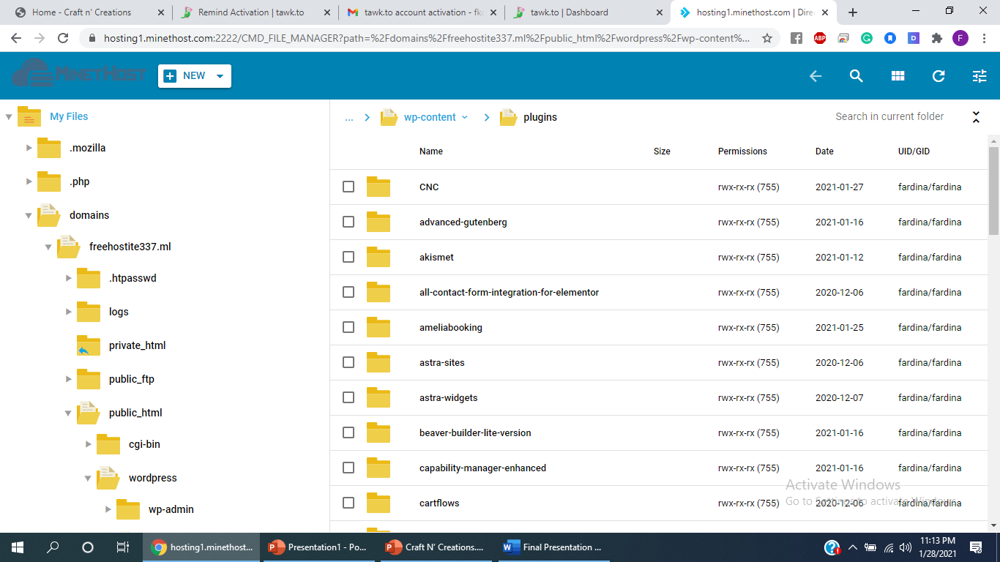 Home - Craft n' Creations
Remind Activation | tawk.to
tawk.to account activation - fkc
tawk.to | Dashboard
hosting1.minethost.com | Direc
hosting1.minethost.com:2222/CMD_FILE_MANAGER?path=%2Fdomains%2Ffreehostite337.ml%2Fpublic_html%2Fwordpress%2Fwp-content%...
ABP
G
D
F
MINETHOST
NEW
My Files
... wp-content plugins
Search in current folder
.mozilla
.php
domains
freehostite337.ml
.htpasswd
logs
private_html
public_ftp
public_html
cgi-bin
wordpress
wp-admin
Name Size Permissions Date UID/GID
CNC rwx-rx-rx (755) 2021-01-27 fardina/fardina
advanced-gutenberg rwx-rx-rx (755) 2021-01-16 fardina/fardina
akismet rwx-rx-rx (755) 2021-01-12 fardina/fardina
all-contact-form-integration-for-elementor rwx-rx-rx (755) 2020-12-06 fardina/fardina
ameliabooking rwx-rx-rx (755) 2021-01-25 fardina/fardina
astra-sites rwx-rx-rx (755) 2020-12-06 fardina/fardina
astra-widgets rwx-rx-rx (755) 2020-12-07 fardina/fardina
beaver-builder-lite-version rwx-rx-rx (755) 2021-01-16 fardina/fardina
capability-manager-enhanced rwx-rx-rx (755) 2021-01-16 fardina/fardina
cartflows rwx-rx-rx (755) 2020-12-06 fardina/fardina
Activate Windows
Go to Settings to activate Windows.
hosting1.minethost...
Presentation1 - Po...
Craft N' Creations....
Final Presentation ...
11:13 PM
1/28/2021